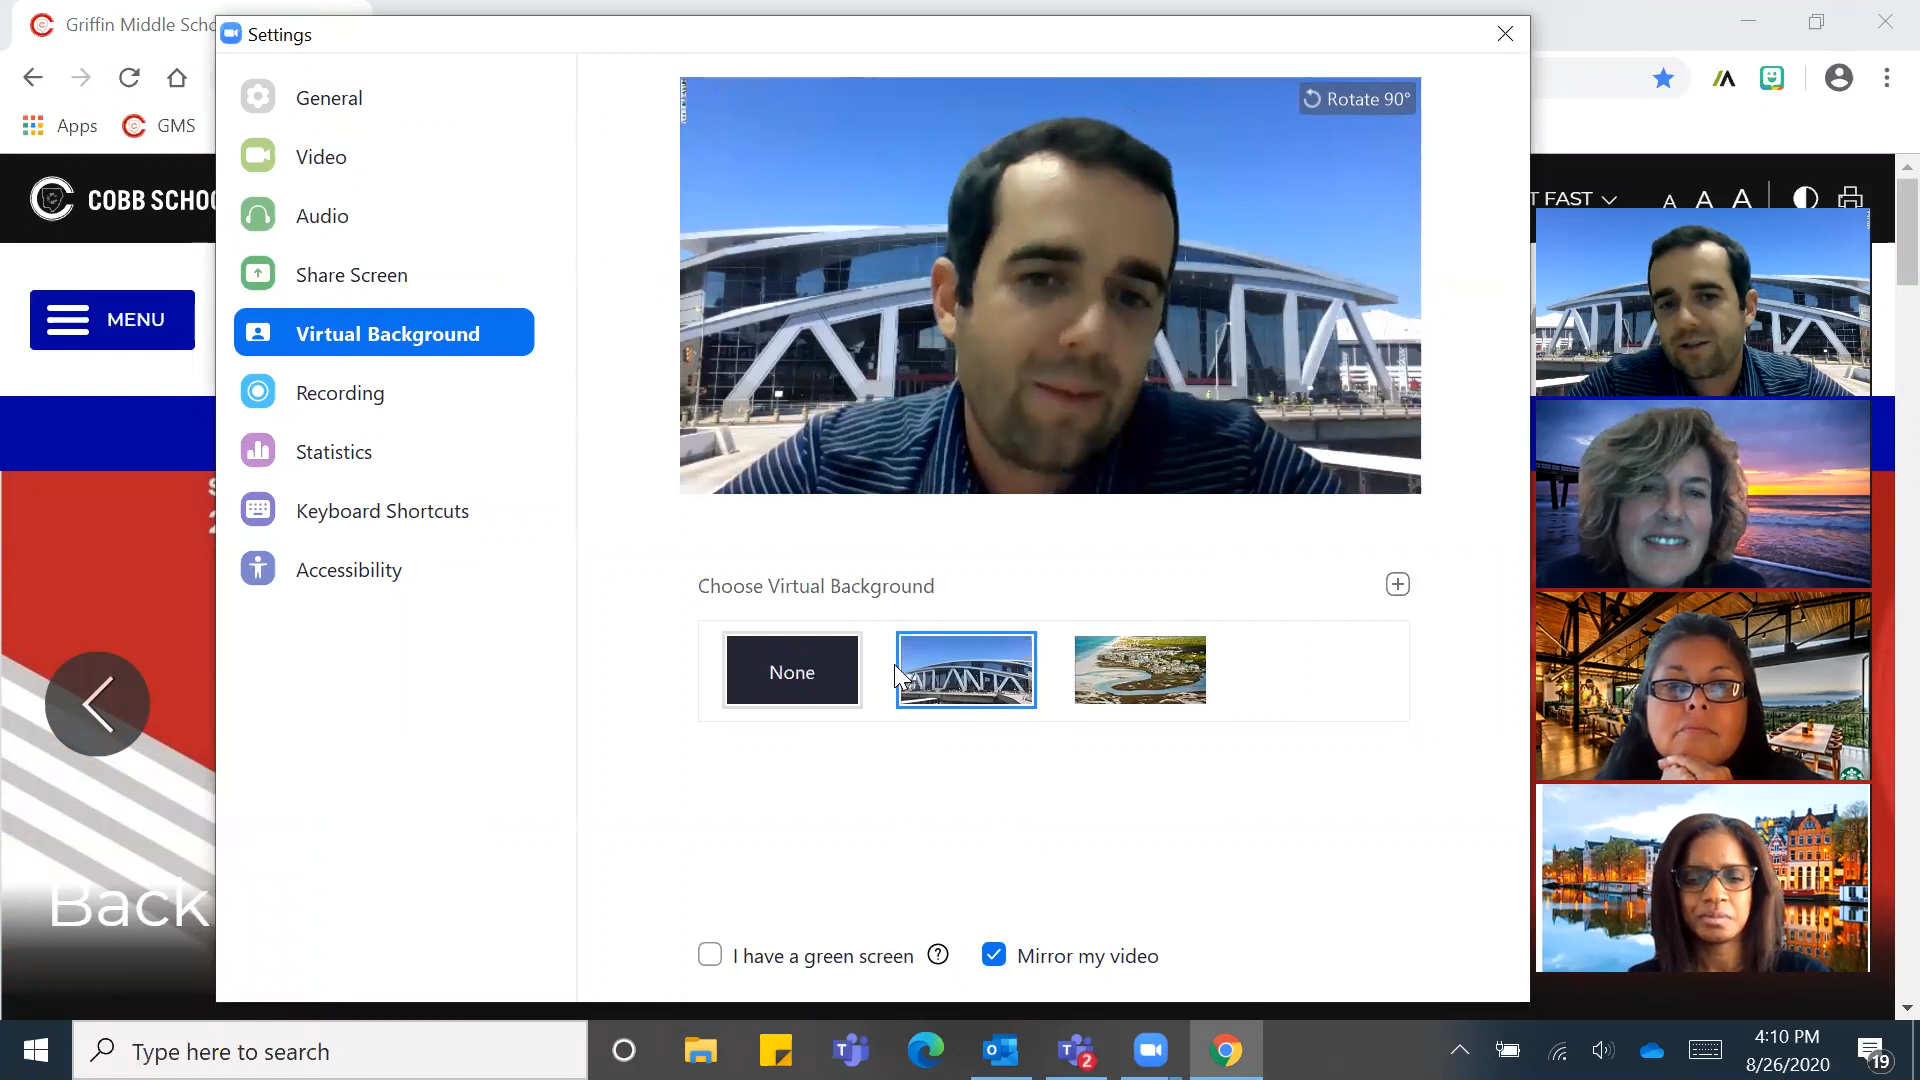 Griffin Middle Scho
Settings
Apps
GMS
General
Rotate 90°
Video
COBB SCHOO
Audio
T FAST
A A A
Share Screen
MENU
Virtual Background
Recording
Statistics
Keyboard Shortcuts
Accessibility
Choose Virtual Background
None
Back
I have a green screen
Mirror my video
Type here to search
2
4:10 PM
8/26/2020
19